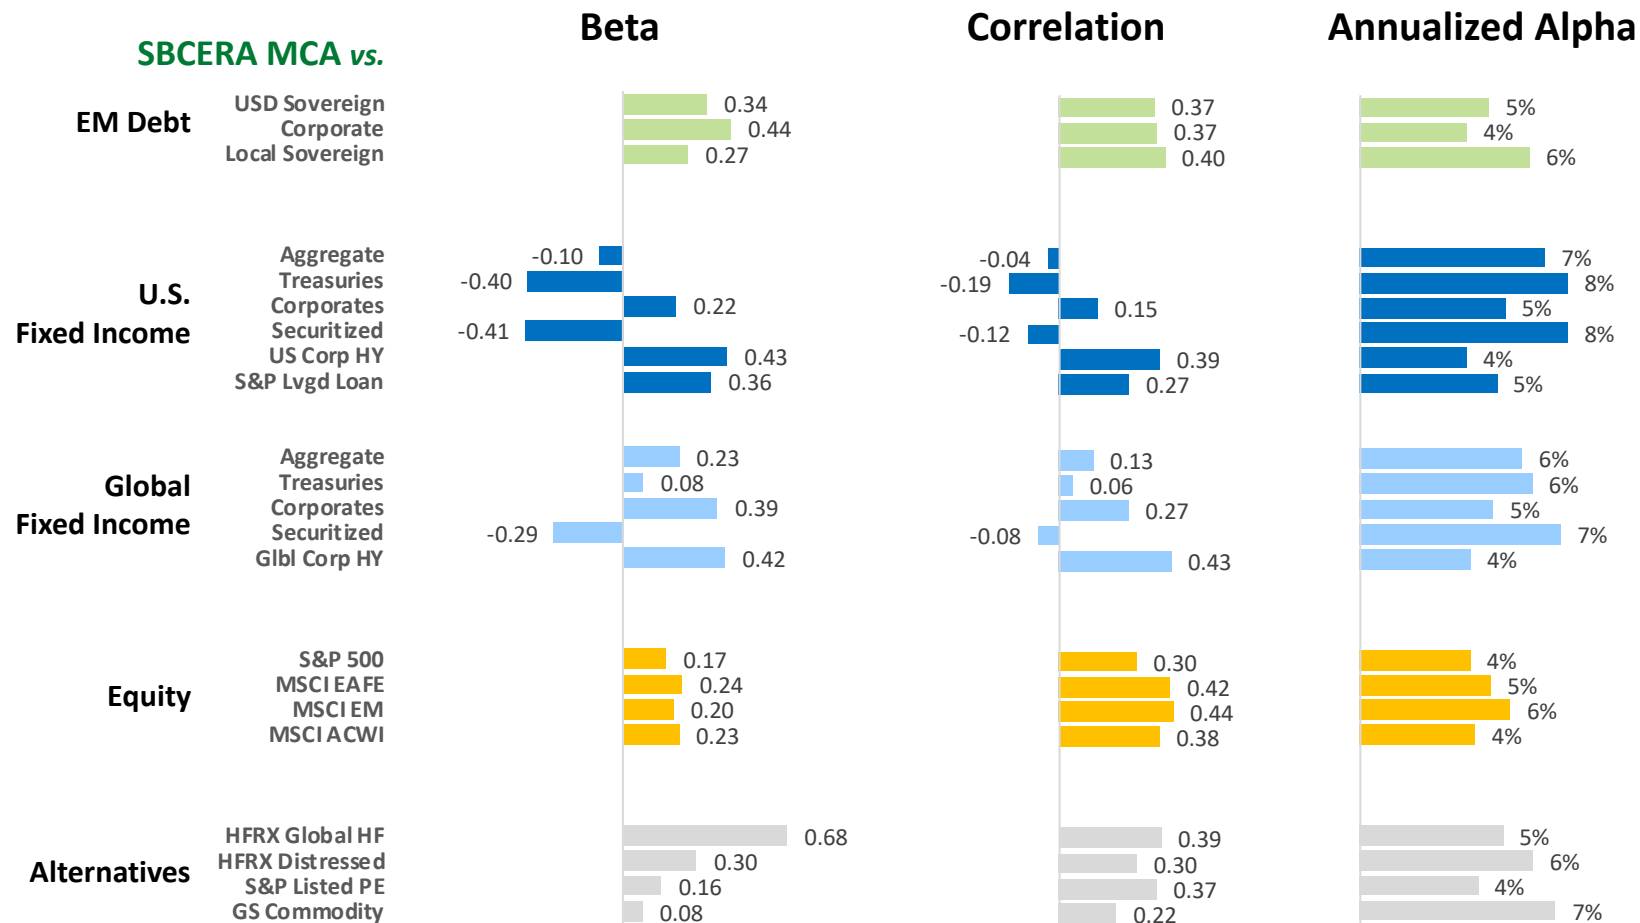 Beta Correlation Annualized Alpha
SBCERA MCA vs.
EM Debt
USD Sovereign 0.34 0.37 5%
Corporate 0.44 0.37 4%
Local Sovereign 0.27 0.40 6%
U.S.
Fixed Income
Aggregate -0.10 -0.04 7%
Treasuries -0.40 -0.19 8%
Corporates 0.22 0.15 5%
Securitized -0.41 -0.12 8%
US Corp HY 0.43 0.39 4%
S&P Lvgd Loan 0.36 0.27 5%
Global
Fixed Income
Aggregate 0.23 0.13 6%
Treasuries 0.08 0.06 6%
Corporates 0.39 0.27 5%
Securitized -0.29 -0.08 7%
Glbl Corp HY 0.42 0.43 4%
Equity
S&P 500 0.17 0.30 4%
MSCI EAFE 0.24 0.42 5%
MSCI EM 0.20 0.44 6%
MSCI ACWI 0.23 0.38 4%
Alternatives
HFRX Global HF 0.68 0.39 5%
HFRX Distressed 0.30 0.30 6%
S&P Listed PE 0.16 0.37 4%
GS Commodity 0.08 0.22 7%